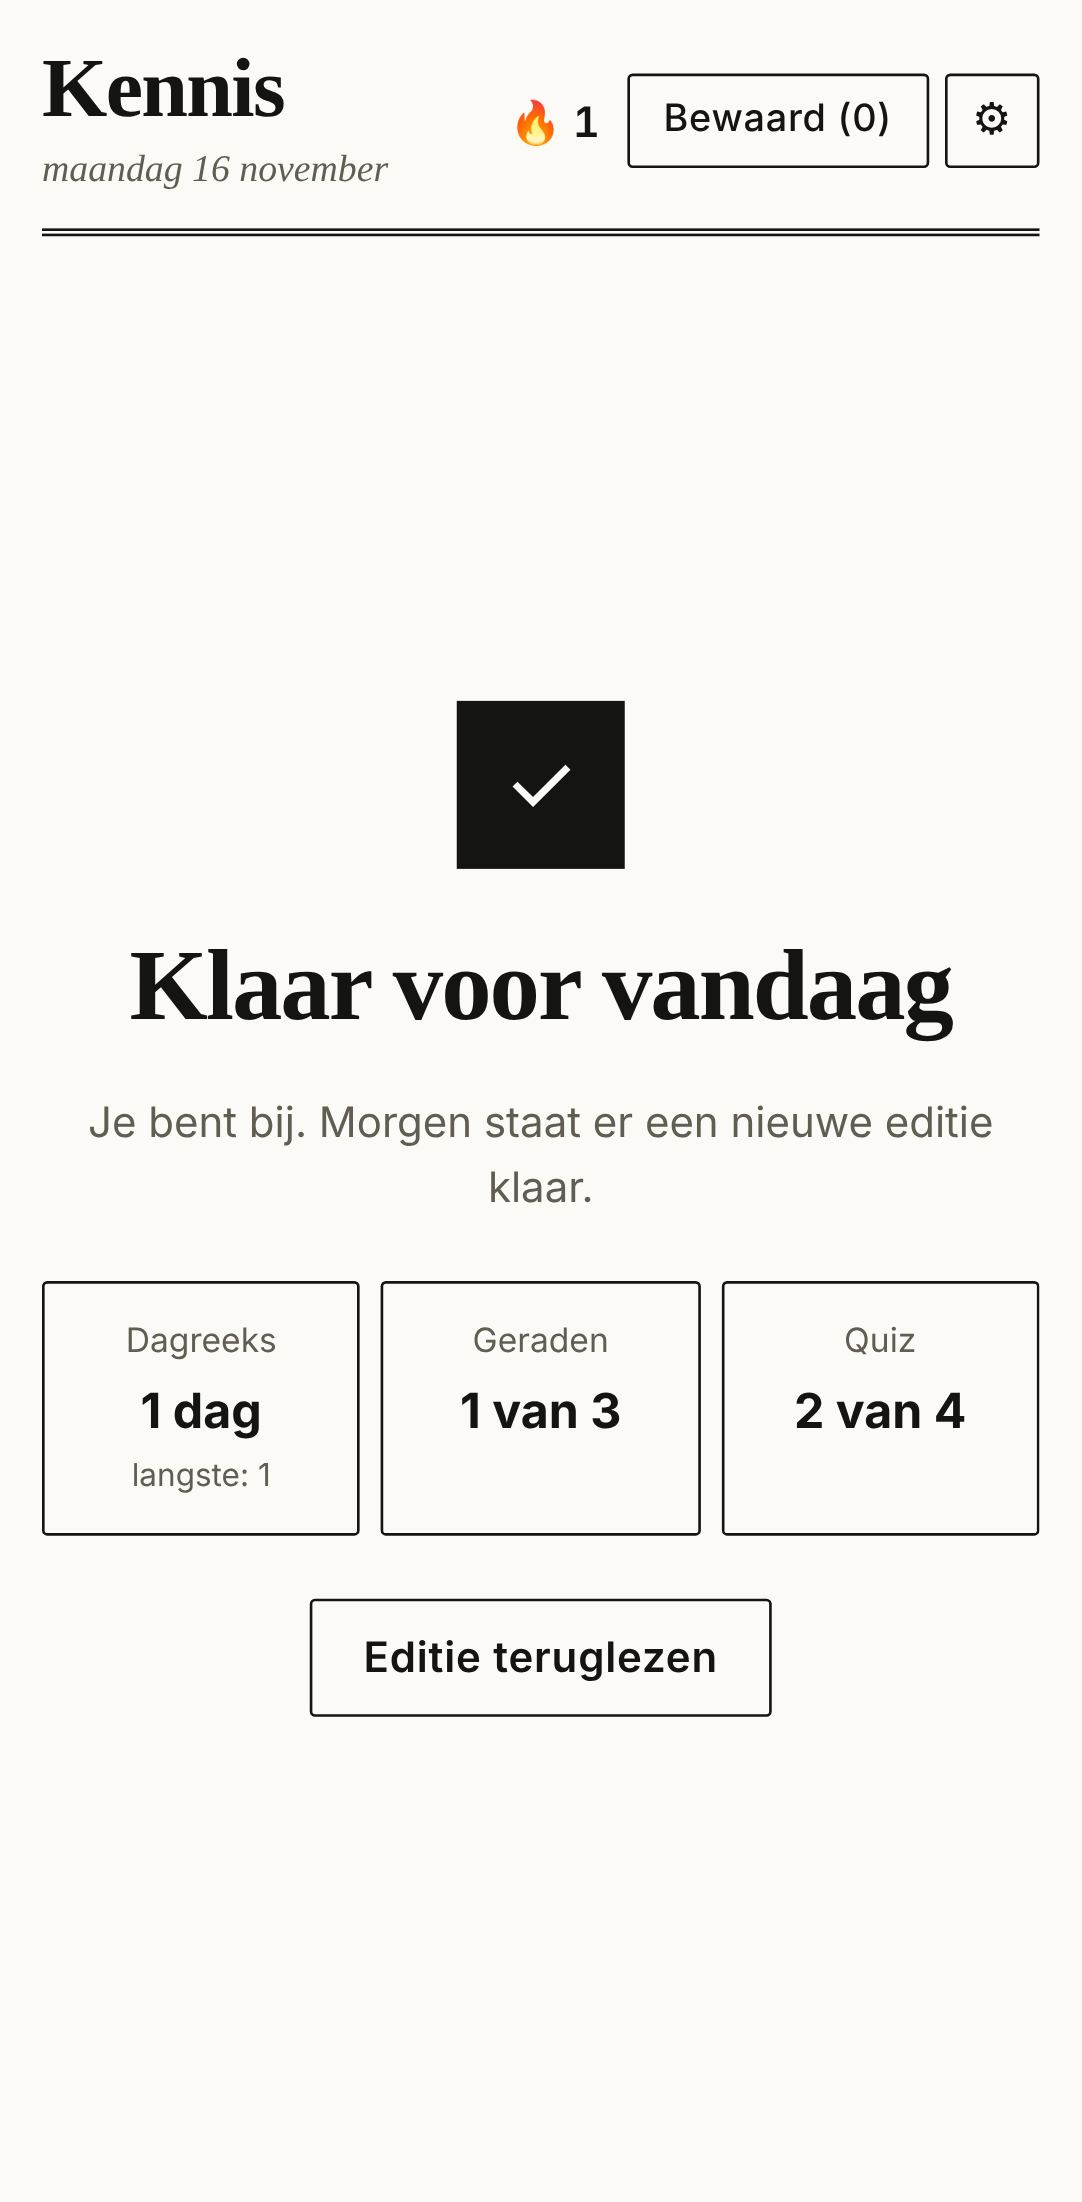 Kennis
maandag 16 november
🔥 1
Bewaard (0)
⚙
Klaar voor vandaag
Je bent bij. Morgen staat er een nieuwe editie
klaar.
Dagreeks
1 dag
langste: 1
Geraden
1 van 3
Quiz
2 van 4
Editie teruglezen